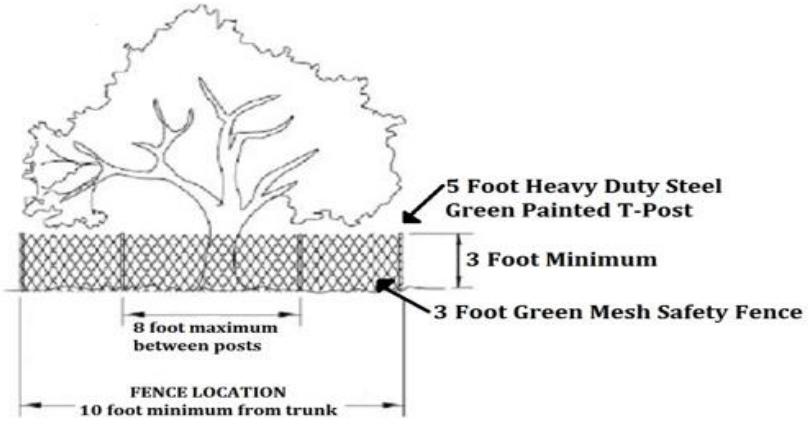 5 Foot Heavy Duty Steel
Green Painted T-Post
3 Foot Minimum
3 Foot Green Mesh Safety Fence
8 foot maximum
between posts
FENCE LOCATION
10 foot minimum from trunk